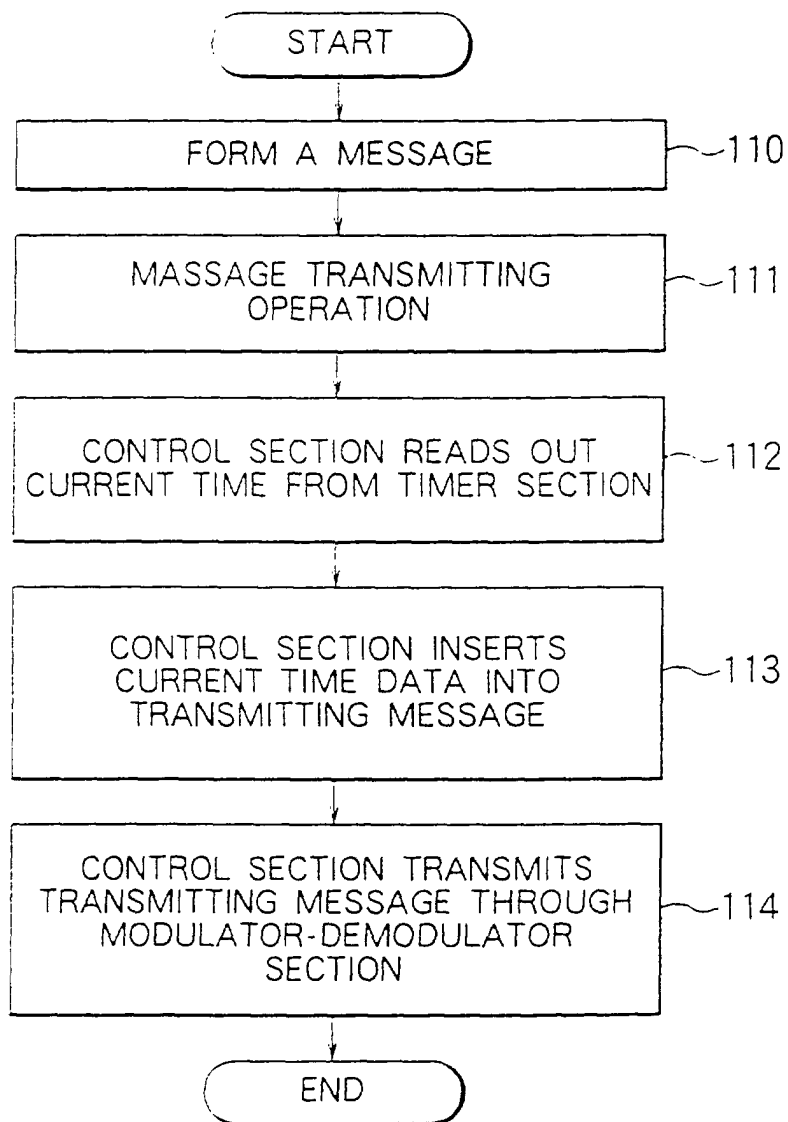 START
FORM A MESSAGE
110
MASSAGE TRANSMITTING
OPERATION
111
CONTROL SECTION READS OUT
CURRENT TIME FROM TIMER SECTION
112
CONTROL SECTION INSERTS
CURRENT TIME DATA INTO
TRANSMITTING MESSAGE
113
CONTROL SECTION TRANSMITS
TRANSMITTING MESSAGE THROUGH
MODULATOR-DEMODULATOR
SECTION
114
END